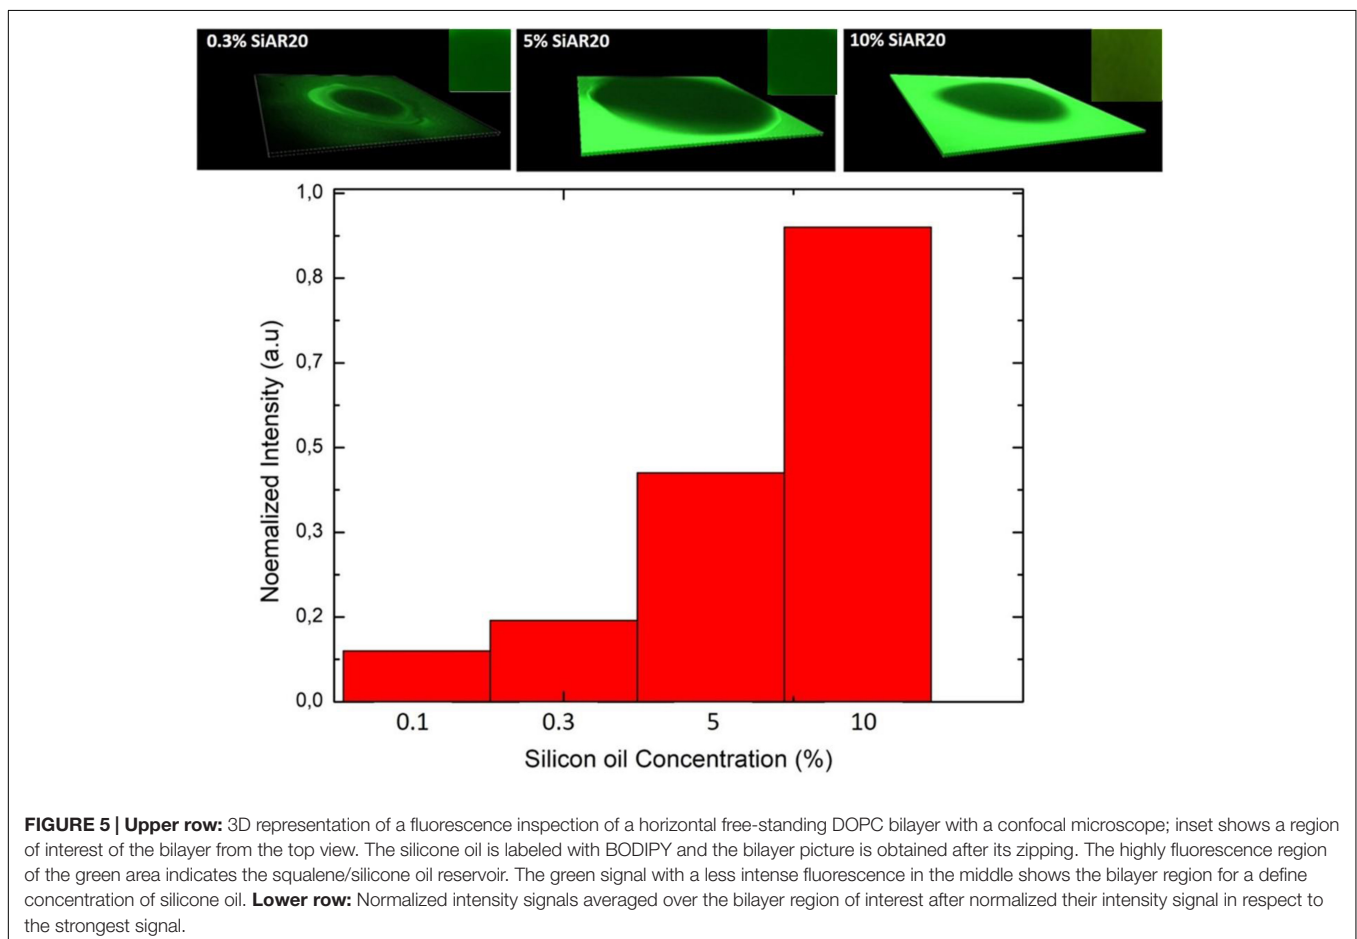 0.3% SiAR20
5% SiAR20
10% SiAR20
1,0
0,8
0,7
0,5
0,3
0,2
0,0
Noemalized Intensity (a.u)
0.1
0.3
5
10
Silicon oil Concentration (%)
FIGURE 5 | Upper row: 3D representation of a fluorescence inspection of a horizontal free-standing DOPC bilayer with a confocal microscope; inset shows a region
of interest of the bilayer from the top view. The silicone oil is labeled with BODIPY and the bilayer picture is obtained after its zipping. The highly fluorescence region
of the green area indicates the squalene/silicone oil reservoir. The green signal with a less intense fluorescence in the middle shows the bilayer region for a define
concentration of silicone oil. Lower row: Normalized intensity signals averaged over the bilayer region of interest after normalized their intensity signal in respect to
the strongest signal.